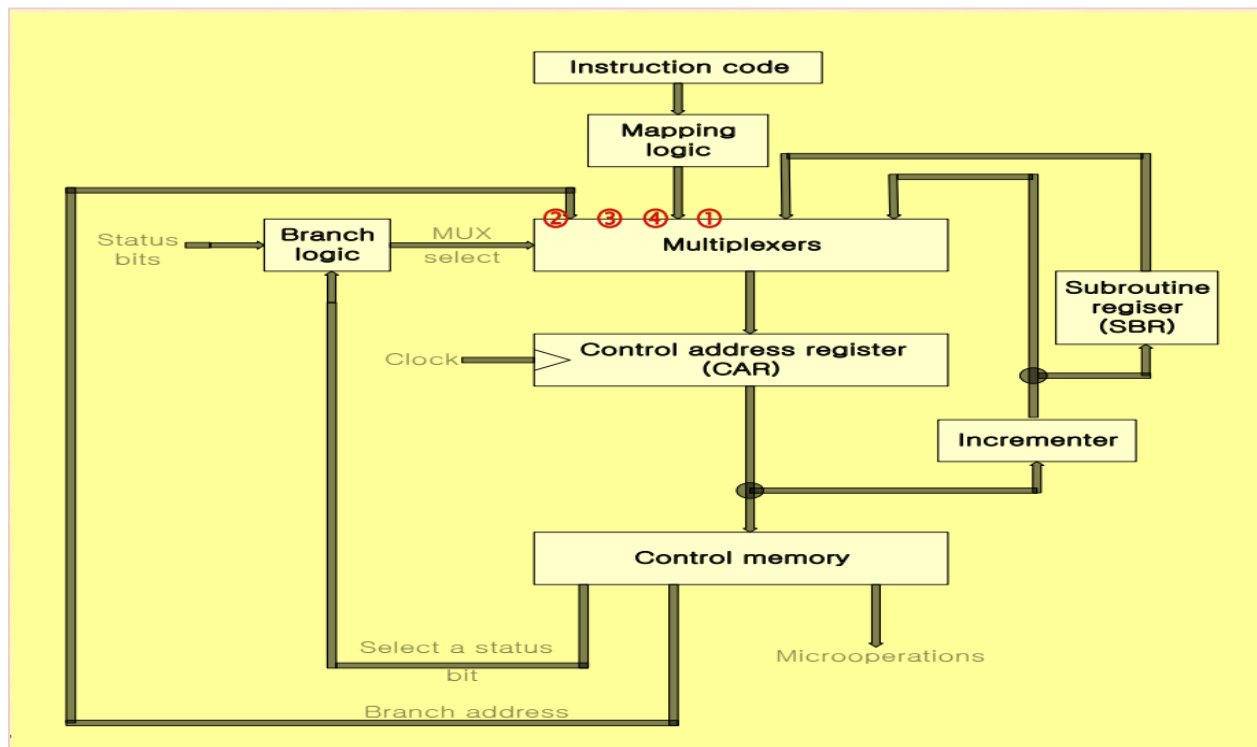 Instruction code
Mapping
logic
② ③ ④ ①
Status
bits
Branch
logic
MUX
select
Multiplexers
Subroutine
regiser
(SBR)
Clock
Control address register
(CAR)
Incrementer
Control memory
Select a status
bit
Microoperations
Branch address